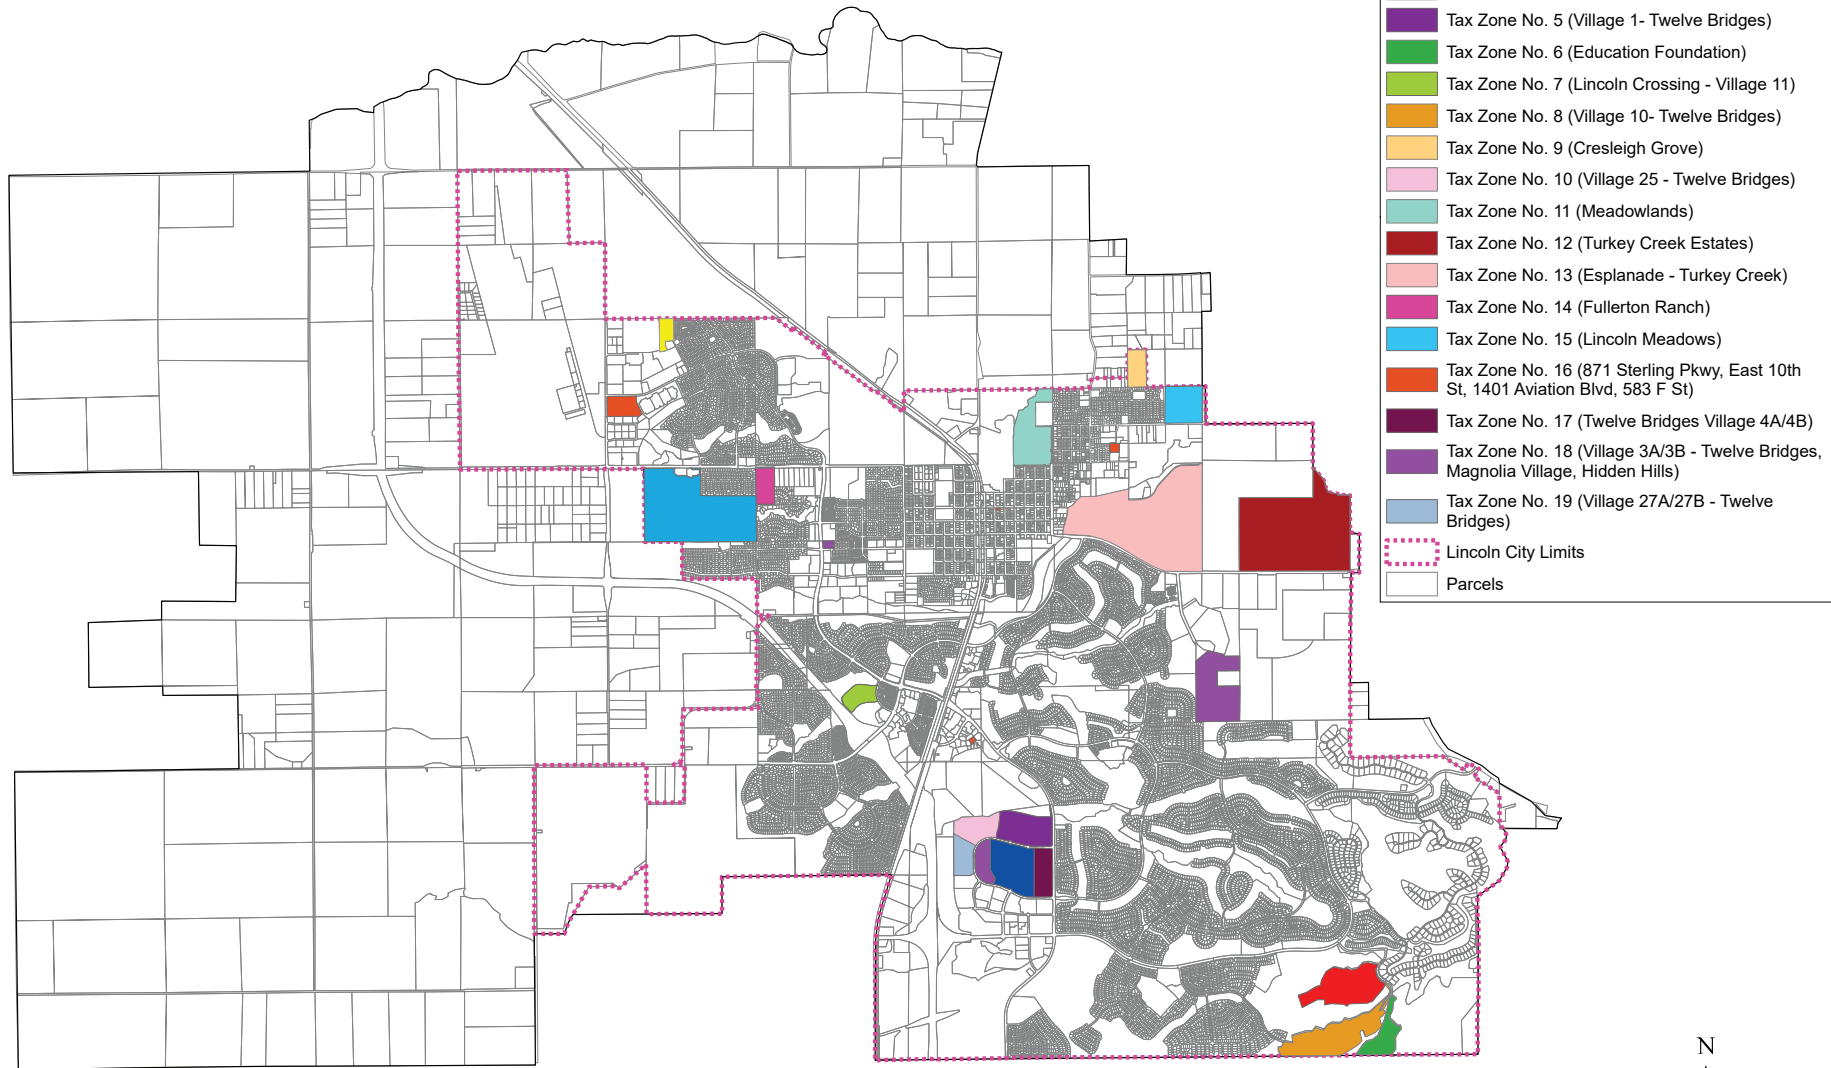 Tax Zone No. 5 (Village 1- Twelve Bridges)
Tax Zone No. 6 (Education Foundation)
Tax Zone No. 7 (Lincoln Crossing - Village 11)
Tax Zone No. 8 (Village 10- Twelve Bridges)
Tax Zone No. 9 (Cresleigh Grove)
Tax Zone No. 10 (Village 25 - Twelve Bridges)
Tax Zone No. 11 (Meadowlands)
Tax Zone No. 12 (Turkey Creek Estates)
Tax Zone No. 13 (Esplanade - Turkey Creek)
Tax Zone No. 14 (Fullerton Ranch)
Tax Zone No. 15 (Lincoln Meadows)
Tax Zone No. 16 (871 Sterling Pkwy, East 10th
St, 1401 Aviation Blvd, 583 F St)
Tax Zone No. 17 (Twelve Bridges Village 4A/4B)
Tax Zone No. 18 (Village 3A/3B - Twelve Bridges,
Magnolia Village, Hidden Hills)
Tax Zone No. 19 (Village 27A/27B - Twelve
Bridges)
Lincoln City Limits
Parcels
N